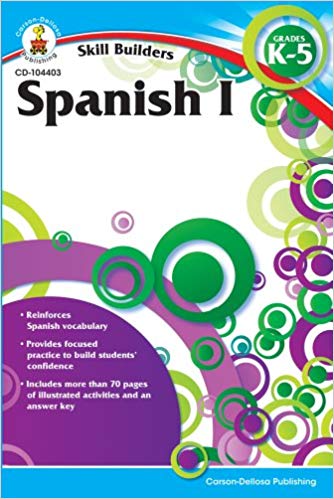 Carson-Dellosa
Publishing
CD-104403
Skill Builders
GRADES
K-5
Spanish I
• Reinforces
Spanish vocabulary
• Provides focused
practice to build students'
confidence
• Includes more than 70 pages
of illustrated activities and an
answer key
Carson-Dellosa Publishing